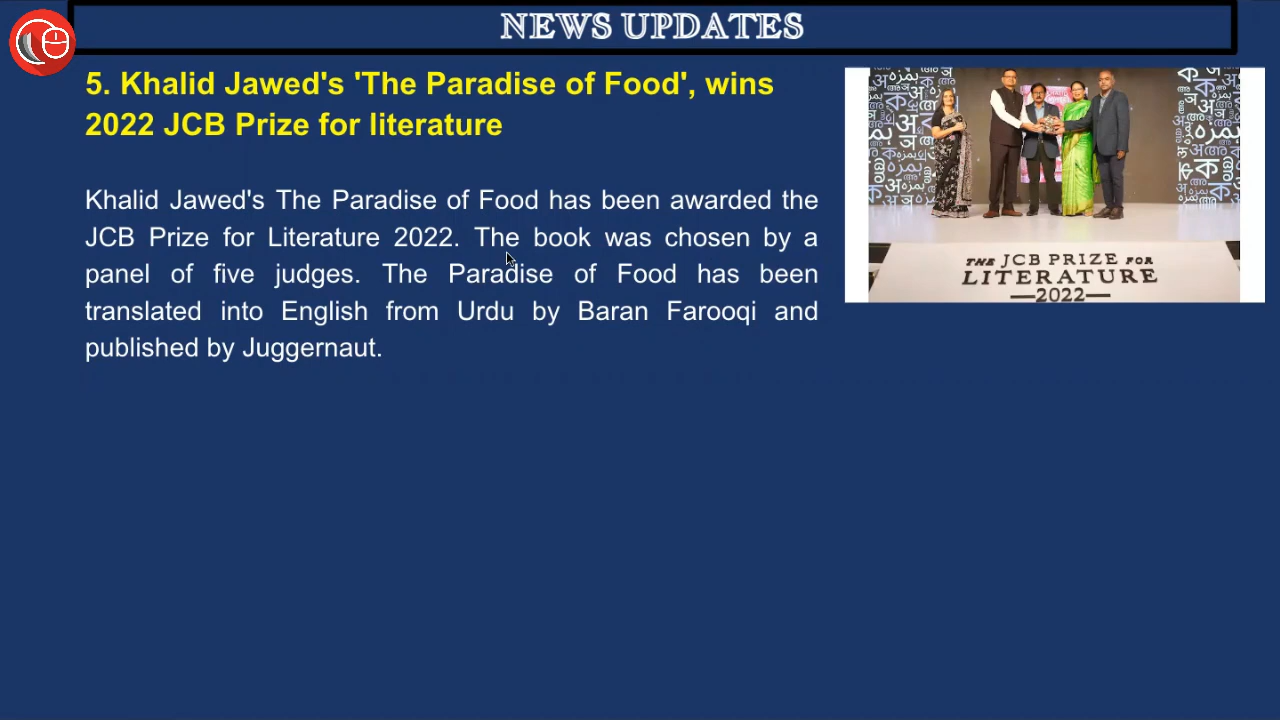 NEWS UPDATES
5. Khalid Jawed's 'The Paradise of Food', wins
2022 JCB Prize for literature
Khalid Jawed's The Paradise of Food has been awarded the
JCB Prize for Literature 2022. The book was chosen by a
panel of five judges. The Paradise of Food has been
translated into English from Urdu by Baran Farooqi and
published by Juggernaut.
THE JCB PRIZE FOR
LITERATURE
2022